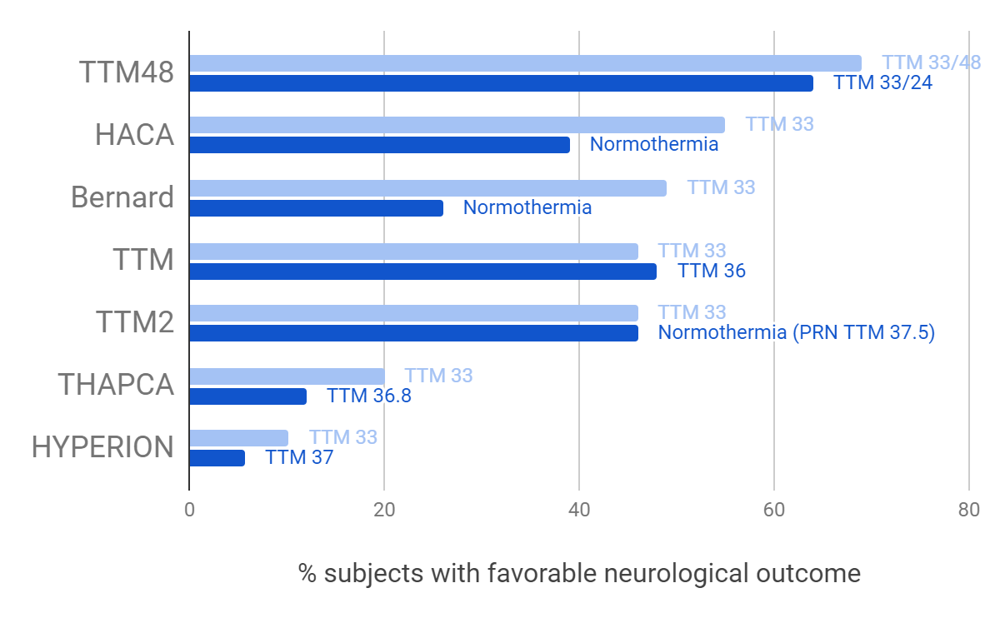 TTM48
TTM 33/48
TTM 33/24
HACA
TTM 33
Normothermia
Bernard
TTM 33
Normothermia
TTM
TTM 33
TTM 36
TTM2
TTM 33
Normothermia (PRN TTM 37.5)
THAPCA
TTM 33
TTM 36.8
HYPERION
TTM 33
TTM 37
0 20 40 60 80
% subjects with favorable neurological outcome